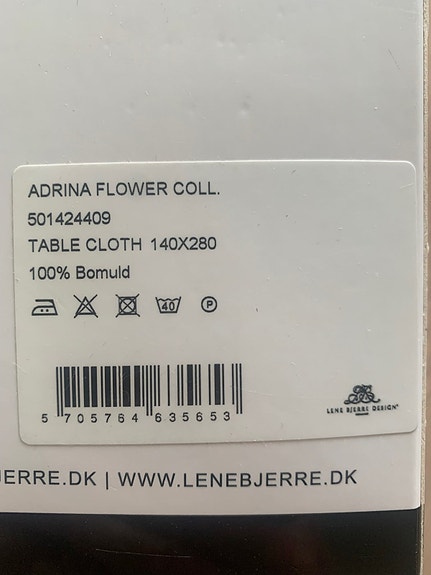 ADRINA FLOWER COLL.
501424409
TABLE CLOTH 140X280
100% Bomuld
40 P
5 705764 635653
LENE BJERRE DESIGN
JERRE.DK | WWW.LENEBJERRE.DK